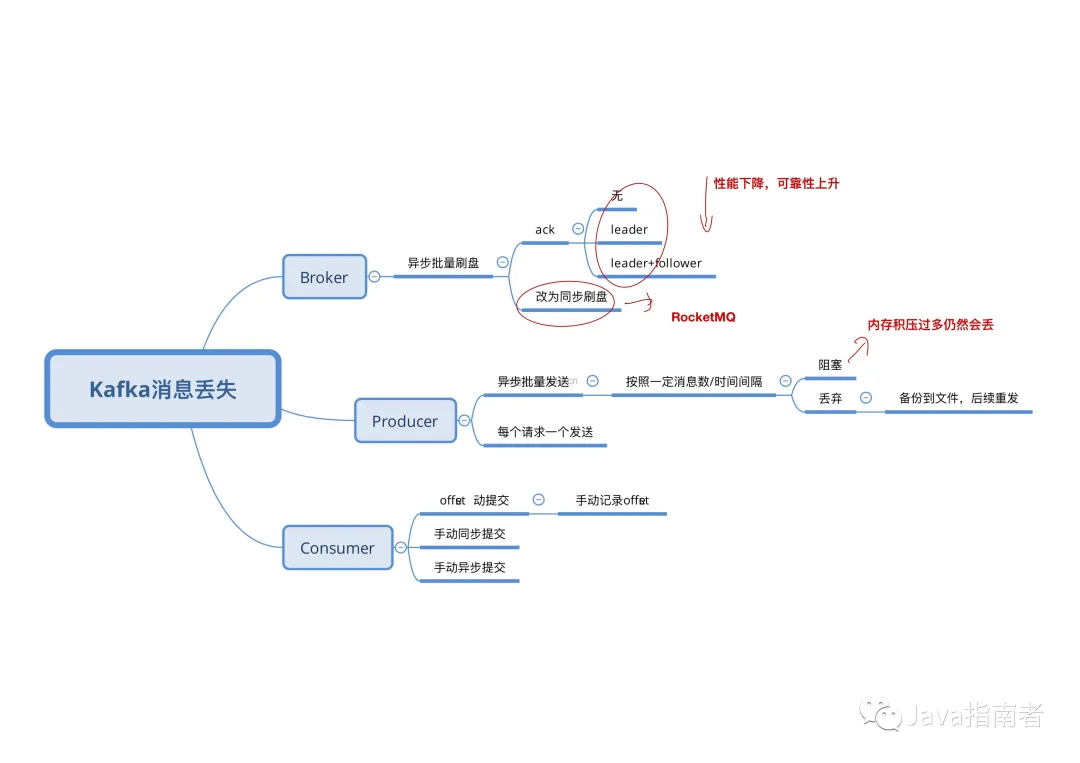 无
性能下降，可靠性上升
ack
leader
异步批量刷盘
leader+follower
Broker
改为同步刷盘
RocketMQ
内存积压过多仍然会丢
阻塞
Kafka消息丢失
异步批量发送
按照一定消息数/时间间隔
丢弃
备份到文件，后续重发
Producer
每个请求一个发送
offset 动提交
手动记录offset
手动同步提交
Consumer
手动异步提交
Java指南者